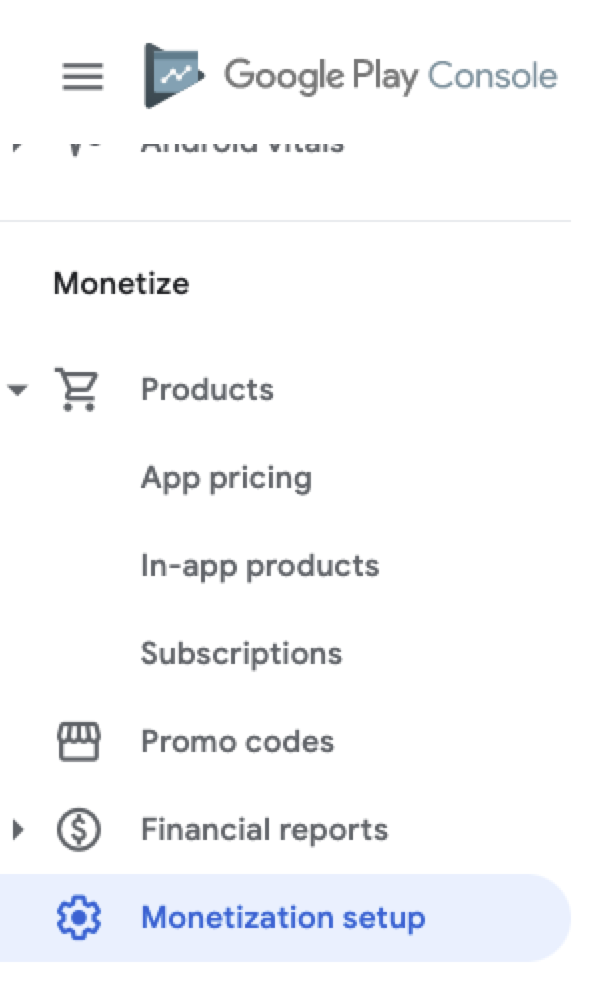 Google Play Console
Android vitals
Monetize
Products
App pricing
In-app products
Subscriptions
Promo codes
Financial reports
Monetization setup